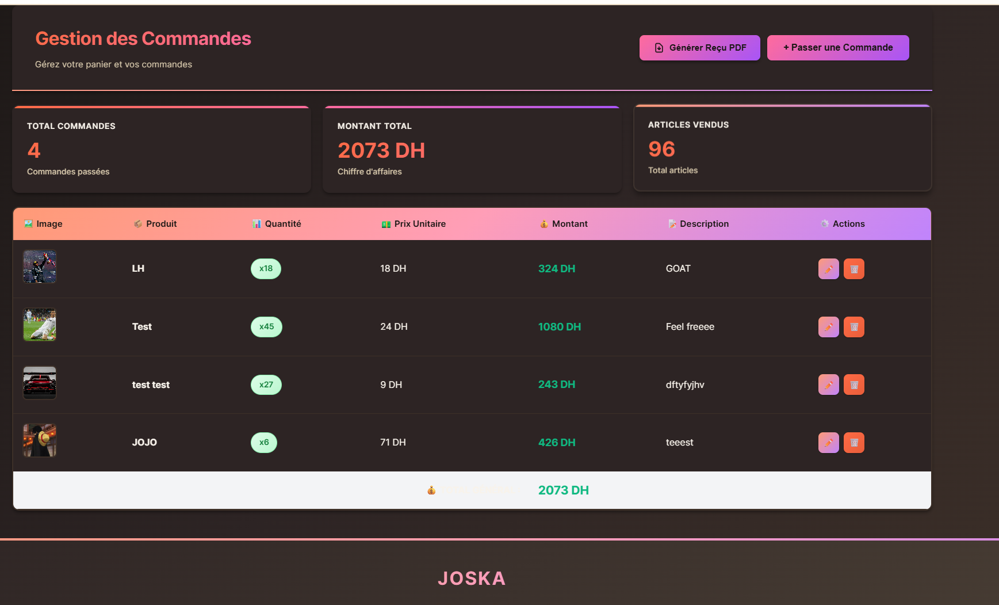 Gestion des Commandes
Gérez votre panier et vos commandes
Générer Reçu PDF
+ Passer une Commande
TOTAL COMMANDES
4
Commandes passées
MONTANT TOTAL
2073 DH
Chiffre d'affaires
ARTICLES VENDUS
96
Total articles
Image Produit Quantité Prix Unitaire Montant Description Actions
LH x18 18 DH 324 DH GOAT
Test x45 24 DH 1080 DH Feel freeee
test test x27 9 DH 243 DH dftyfyjhv
JOJO x6 71 DH 426 DH teeest
2073 DH
JOSKA